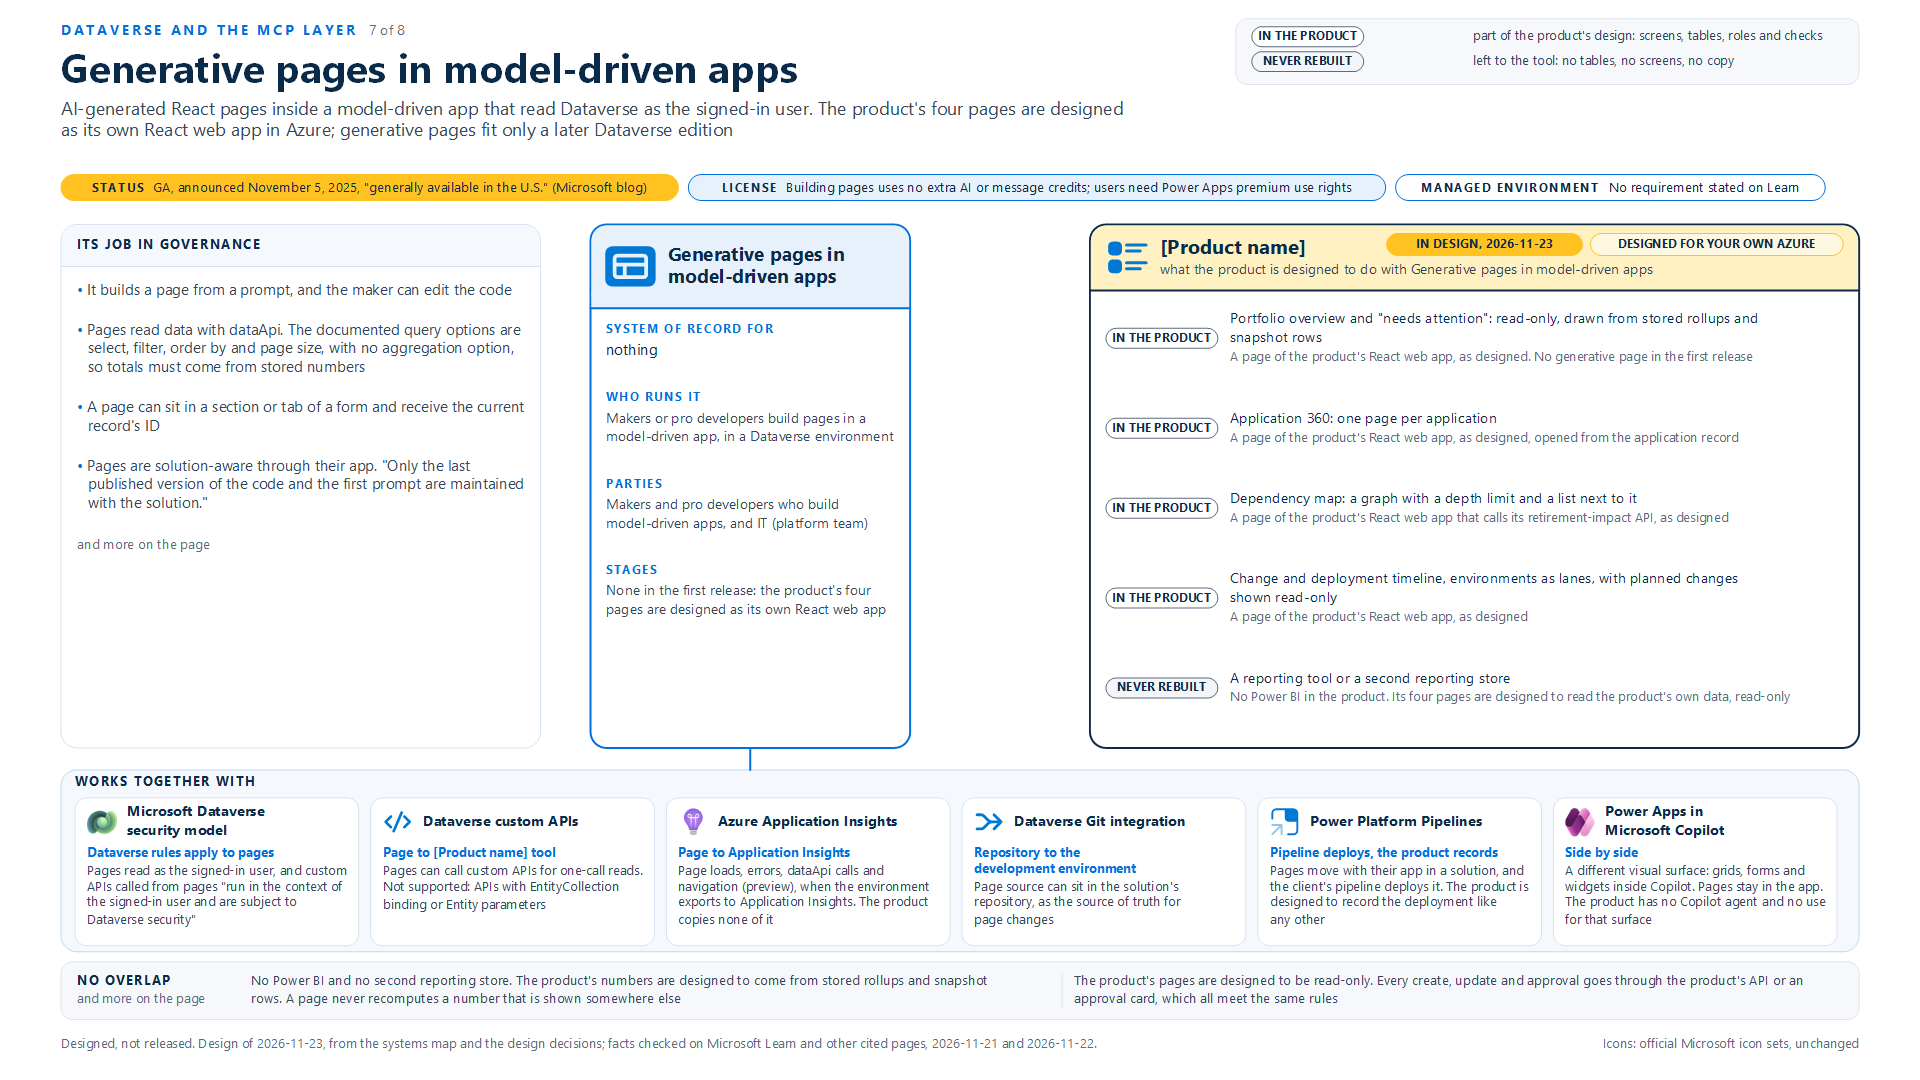 DATAVERSE AND THE MCP LAYER 7 of 8
Generative pages in model-driven apps
AI-generated React pages inside a model-driven app that read Dataverse as the signed-in user. The product's four pages are designed
as its own React web app in Azure; generative pages fit only a later Dataverse edition
IN THE PRODUCT part of the product's design: screens, tables, roles and checks
NEVER REBUILT left to the tool: no tables, no screens, no copy
STATUS GA, announced November 5, 2025, "generally available in the U.S." (Microsoft blog)
LICENSE Building pages uses no extra AI or message credits; users need Power Apps premium use rights
MANAGED ENVIRONMENT No requirement stated on Learn
ITS JOB IN GOVERNANCE
• It builds a page from a prompt, and the maker can edit the code
• Pages read data with dataApi. The documented query options are
select, filter, order by and page size, with no aggregation option,
so totals must come from stored numbers
• A page can sit in a section or tab of a form and receive the current
record's ID
• Pages are solution-aware through their app. "Only the last
published version of the code and the first prompt are maintained
with the solution."
and more on the page
Generative pages in
model-driven apps
SYSTEM OF RECORD FOR
nothing
WHO RUNS IT
Makers or pro developers build pages in a
model-driven app, in a Dataverse environment
PARTIES
Makers and pro developers who build
model-driven apps, and IT (platform team)
STAGES
None in the first release: the product's four
pages are designed as its own React web app
[Product name]
IN DESIGN, 2026-11-23
DESIGNED FOR YOUR OWN AZURE
what the product is designed to do with Generative pages in model-driven apps
IN THE PRODUCT
Portfolio overview and "needs attention": read-only, drawn from stored rollups and
snapshot rows
A page of the product's React web app, as designed. No generative page in the first release
IN THE PRODUCT
Application 360: one page per application
A page of the product's React web app, as designed, opened from the application record
IN THE PRODUCT
Dependency map: a graph with a depth limit and a list next to it
A page of the product's React web app that calls its retirement-impact API, as designed
IN THE PRODUCT
Change and deployment timeline, environments as lanes, with planned changes
shown read-only
A page of the product's React web app, as designed
NEVER REBUILT
A reporting tool or a second reporting store
No Power BI in the product. Its four pages are designed to read the product's own data, read-only
WORKS TOGETHER WITH
Microsoft Dataverse
security model
Dataverse rules apply to pages
Pages read as the signed-in user, and custom
APIs called from pages "run in the context of
the signed-in user and are subject to
Dataverse security"
Dataverse custom APIs
Page to [Product name] tool
Pages can call custom APIs for one-call reads.
Not supported: APIs with EntityCollection
binding or Entity parameters
Azure Application Insights
Page to Application Insights
Page loads, errors, dataApi calls and
navigation (preview), when the environment
exports to Application Insights. The product
copies none of it
Dataverse Git integration
Repository to the
development environment
Page source can sit in the solution's
repository, as the source of truth for
page changes
Power Platform Pipelines
Pipeline deploys, the product records
Pages move with their app in a solution, and
the client's pipeline deploys it. The product is
designed to record the deployment like
any other
Power Apps in
Microsoft Copilot
Side by side
A different visual surface: grids, forms and
widgets inside Copilot. Pages stay in the app.
The product has no Copilot agent and no use
for that surface
NO OVERLAP
and more on the page
No Power BI and no second reporting store. The product's numbers are designed to come from stored rollups and snapshot
rows. A page never recomputes a number that is shown somewhere else
The product's pages are designed to be read-only. Every create, update and approval goes through the product's API or an
approval card, which all meet the same rules
Designed, not released. Design of 2026-11-23, from the systems map and the design decisions; facts checked on Microsoft Learn and other cited pages, 2026-11-21 and 2026-11-22.
Icons: official Microsoft icon sets, unchanged